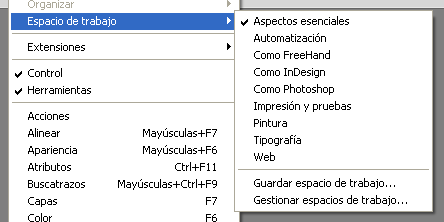 Organizar
Espacio de trabajo
Extensiones
Control
Herramientas
Acciones
Alinear Mayúsculas+F7
Apariencia Mayúsculas+F6
Atributos Ctrl+F11
Buscatrazos Mayúsculas+Ctrl+F9
Capas F7
Color F6
Aspectos esenciales
Automatización
Como FreeHand
Como InDesign
Como Photoshop
Impresión y pruebas
Pintura
Tipografía
Web
Guardar espacio de trabajo...
Gestionar espacios de trabajo...